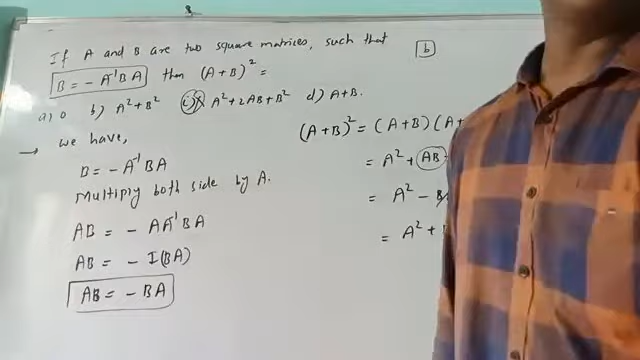 If A and B are two square matrices, such that
B = - A⁻¹BA then (A+B)² =
a) 0 b) A² + B² c) A² + 2AB + B² d) A + B.
b
→ we have,
B = - A⁻¹BA
Multiply both side by A.
AB = - AA⁻¹BA
AB = - I(BA)
AB = - BA
(A+B)² = (A+B) (A+
= A² + AB
= A² - B
= A² +